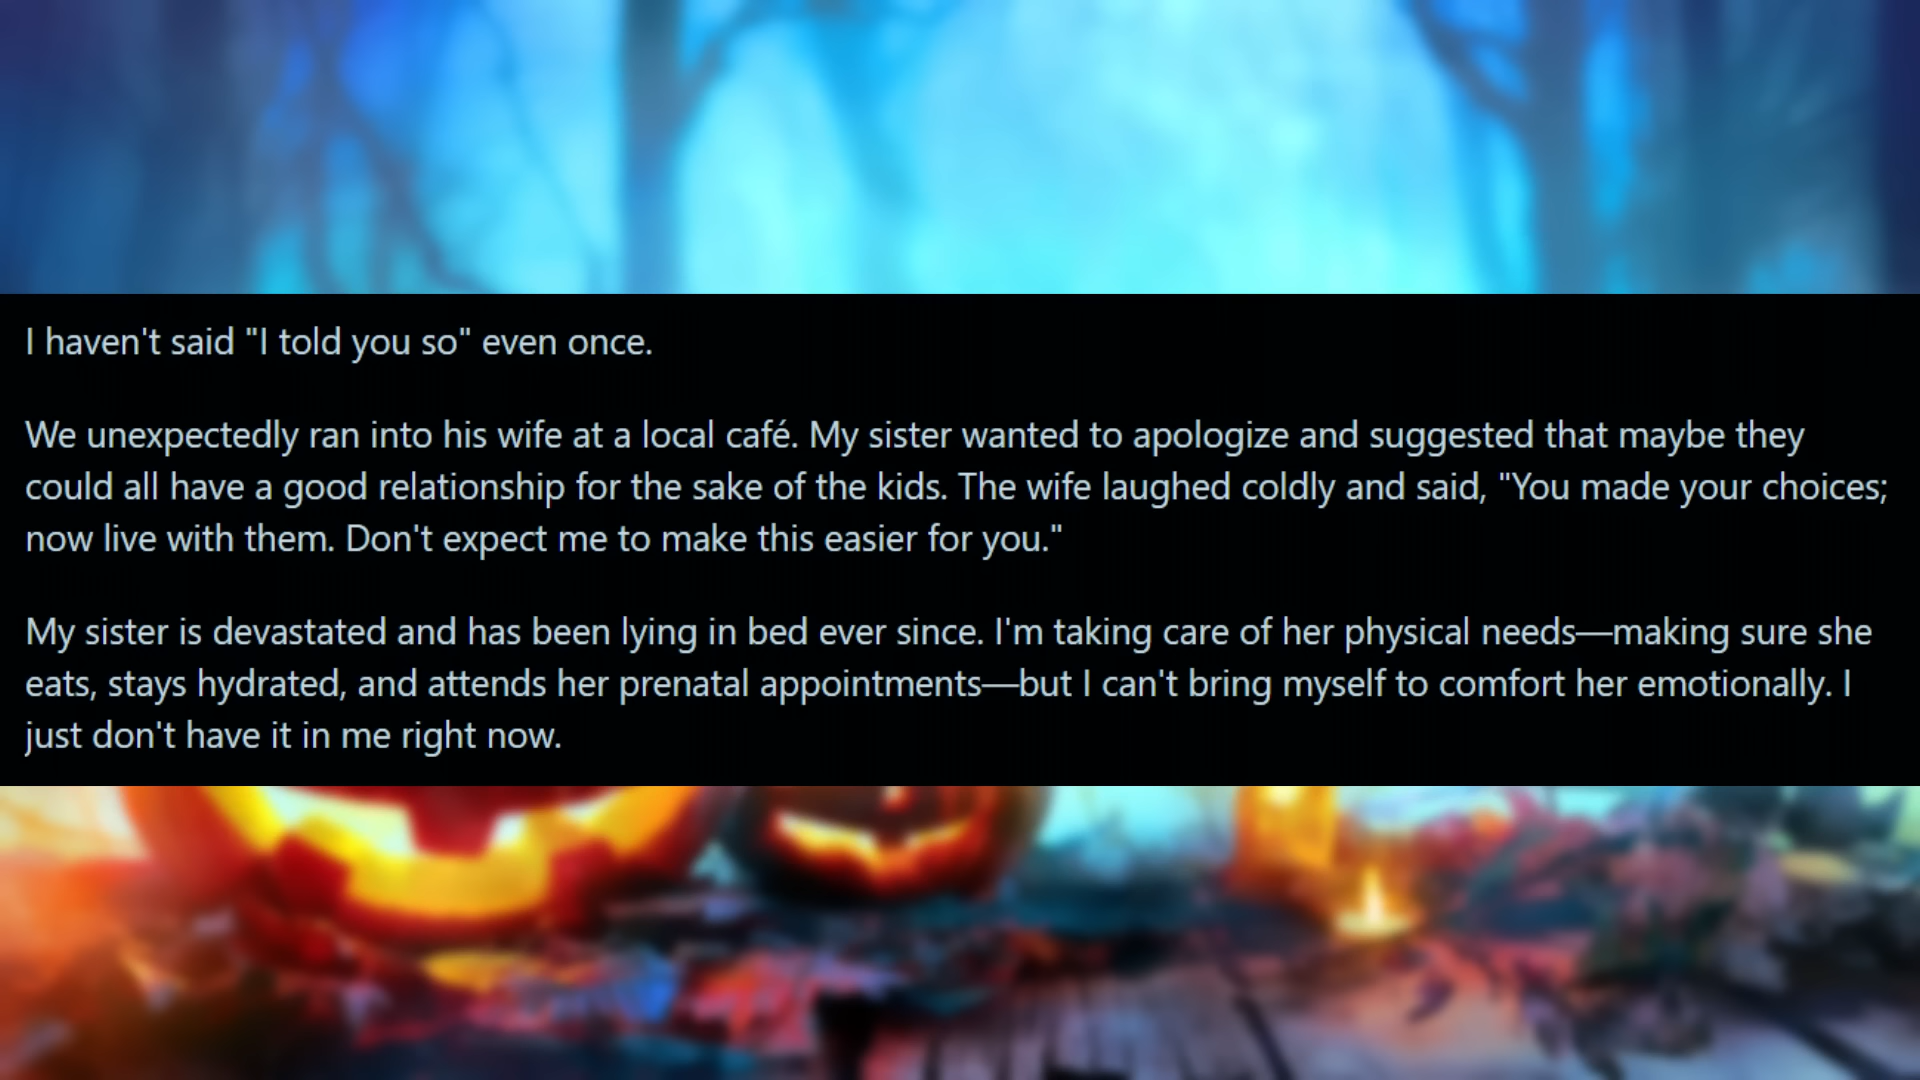 I haven't said "I told you so" even once.
We unexpectedly ran into his wife at a local café. My sister wanted to apologize and suggested that maybe they
could all have a good relationship for the sake of the kids. The wife laughed coldly and said, "You made your choices;
now live with them. Don't expect me to make this easier for you."
My sister is devastated and has been lying in bed ever since. I'm taking care of her physical needs—making sure she
eats, stays hydrated, and attends her prenatal appointments—but I can't bring myself to comfort her emotionally. I
just don't have it in me right now.